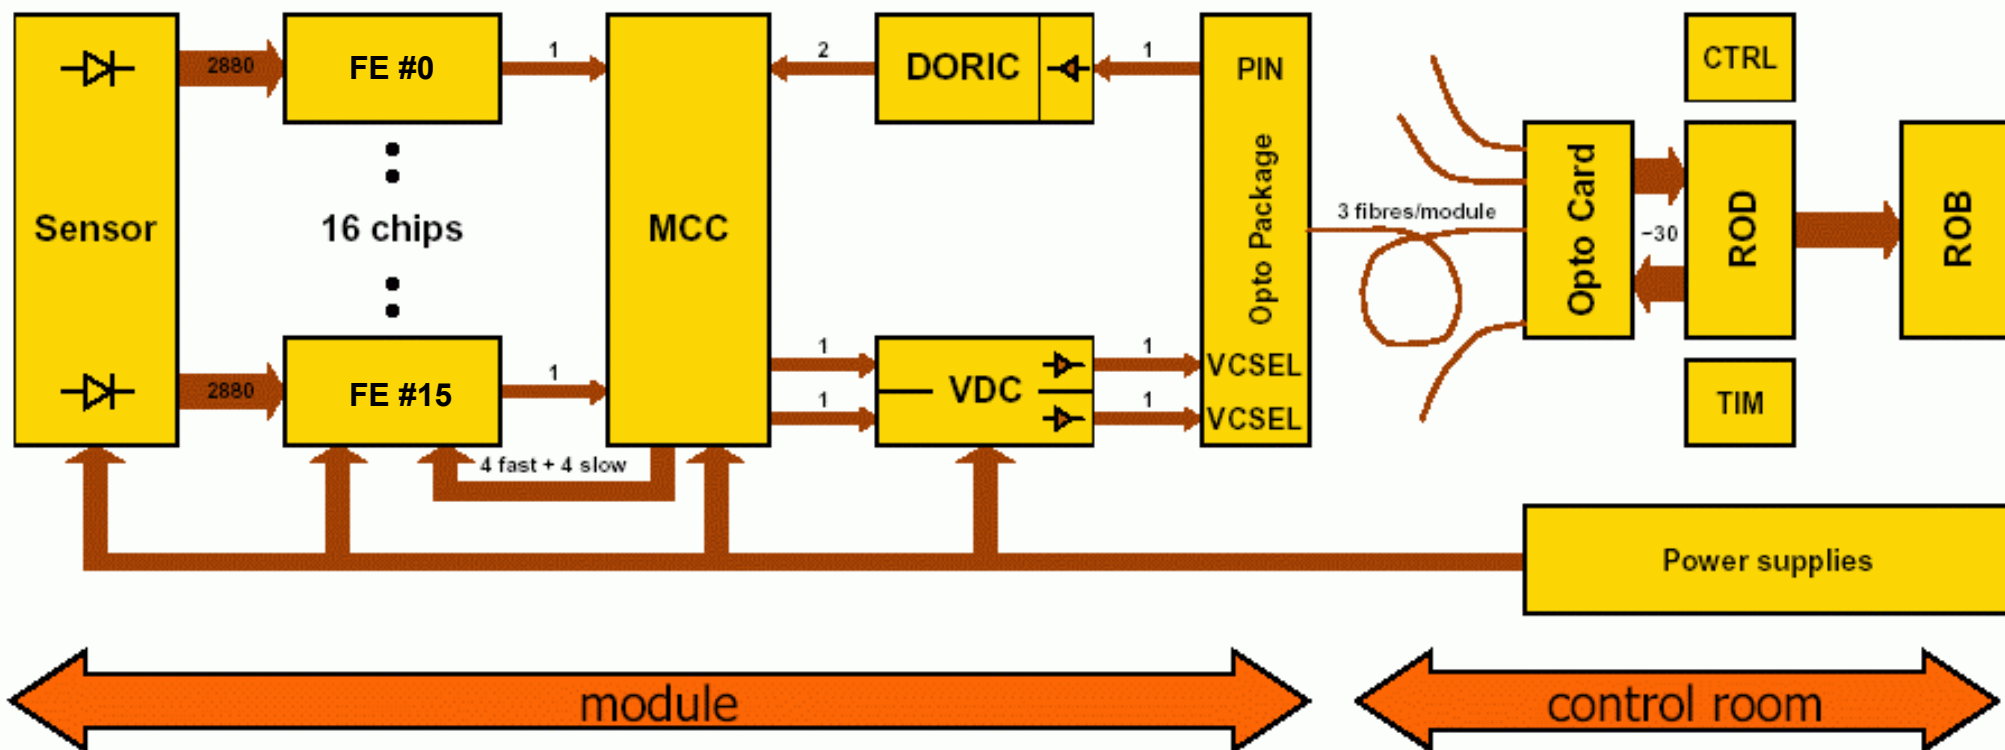 2880
FE #0
1
MCC
2
DORIC
1
PIN
CTRL
Sensor
16 chips
Opto Package
3 fibres/module
Opto Card
~30
ROD
ROB
2880
FE #15
1
1
1
VDC
1
1
VCSEL
VCSEL
TIM
4 fast + 4 slow
Power supplies
module
control room